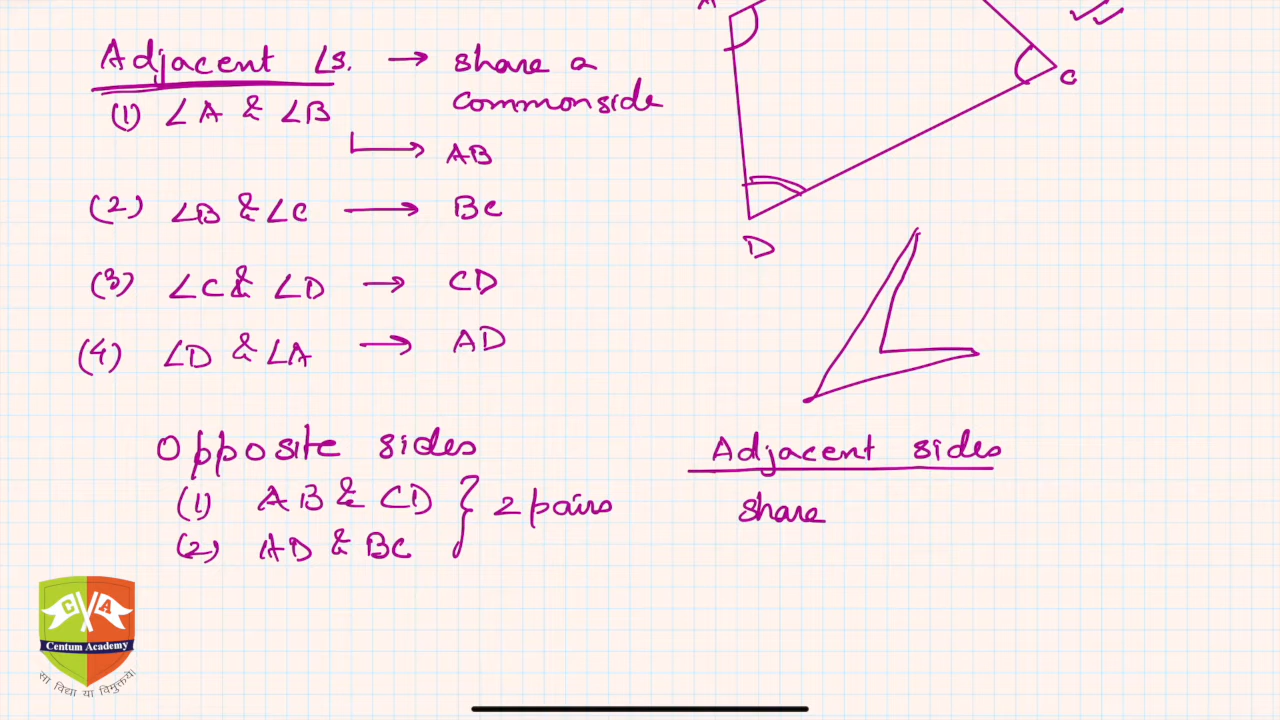 Adjacent ∠s. → share a
common side
(1) ∠A & ∠B
→ AB
(2) ∠B & ∠C → BC
(3) ∠C & ∠D → CD
(4) ∠D & ∠A → AD
Opposite sides
(1) AB & CD } 2 pairs
(2) AD & BC
A
C
D
Adjacent sides
share
C A
Centum Academy
सा विद्या या विमुक्तये।